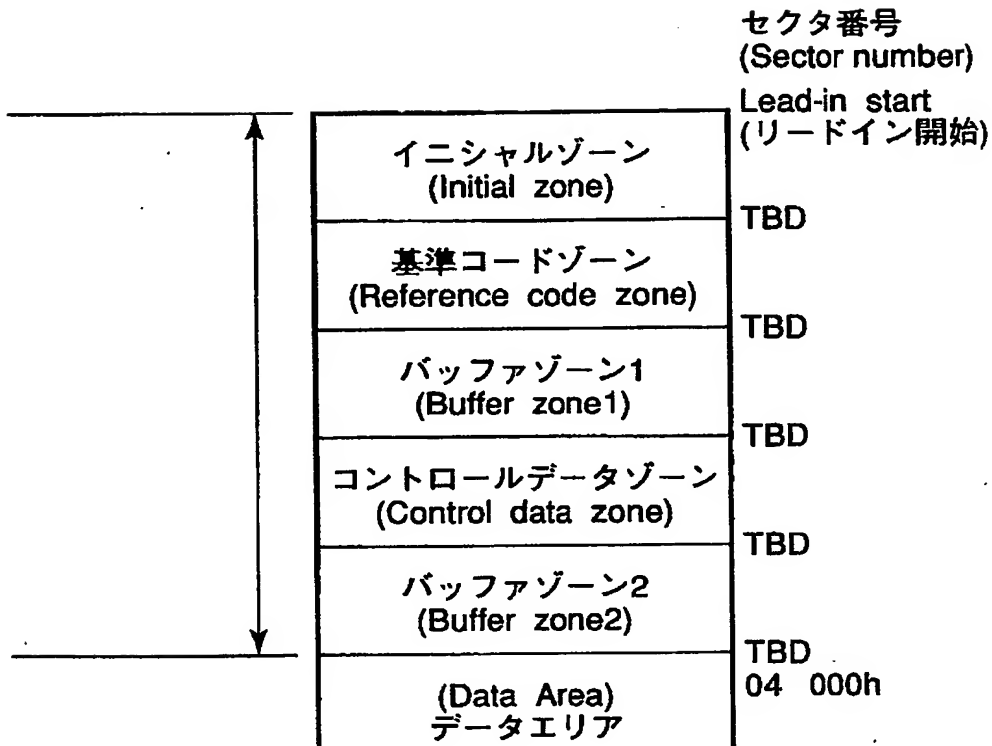 セクタ番号
(Sector number)
Lead-in start
(リードイン開始)
イニシャルゾーン
(Initial zone)
TBD
基準コードゾーン
(Reference code zone)
TBD
バッファゾーン1
(Buffer zone1)
TBD
コントロールデータゾーン
(Control data zone)
TBD
バッファゾーン2
(Buffer zone2)
TBD
04 000h
(Data Area)
データエリア